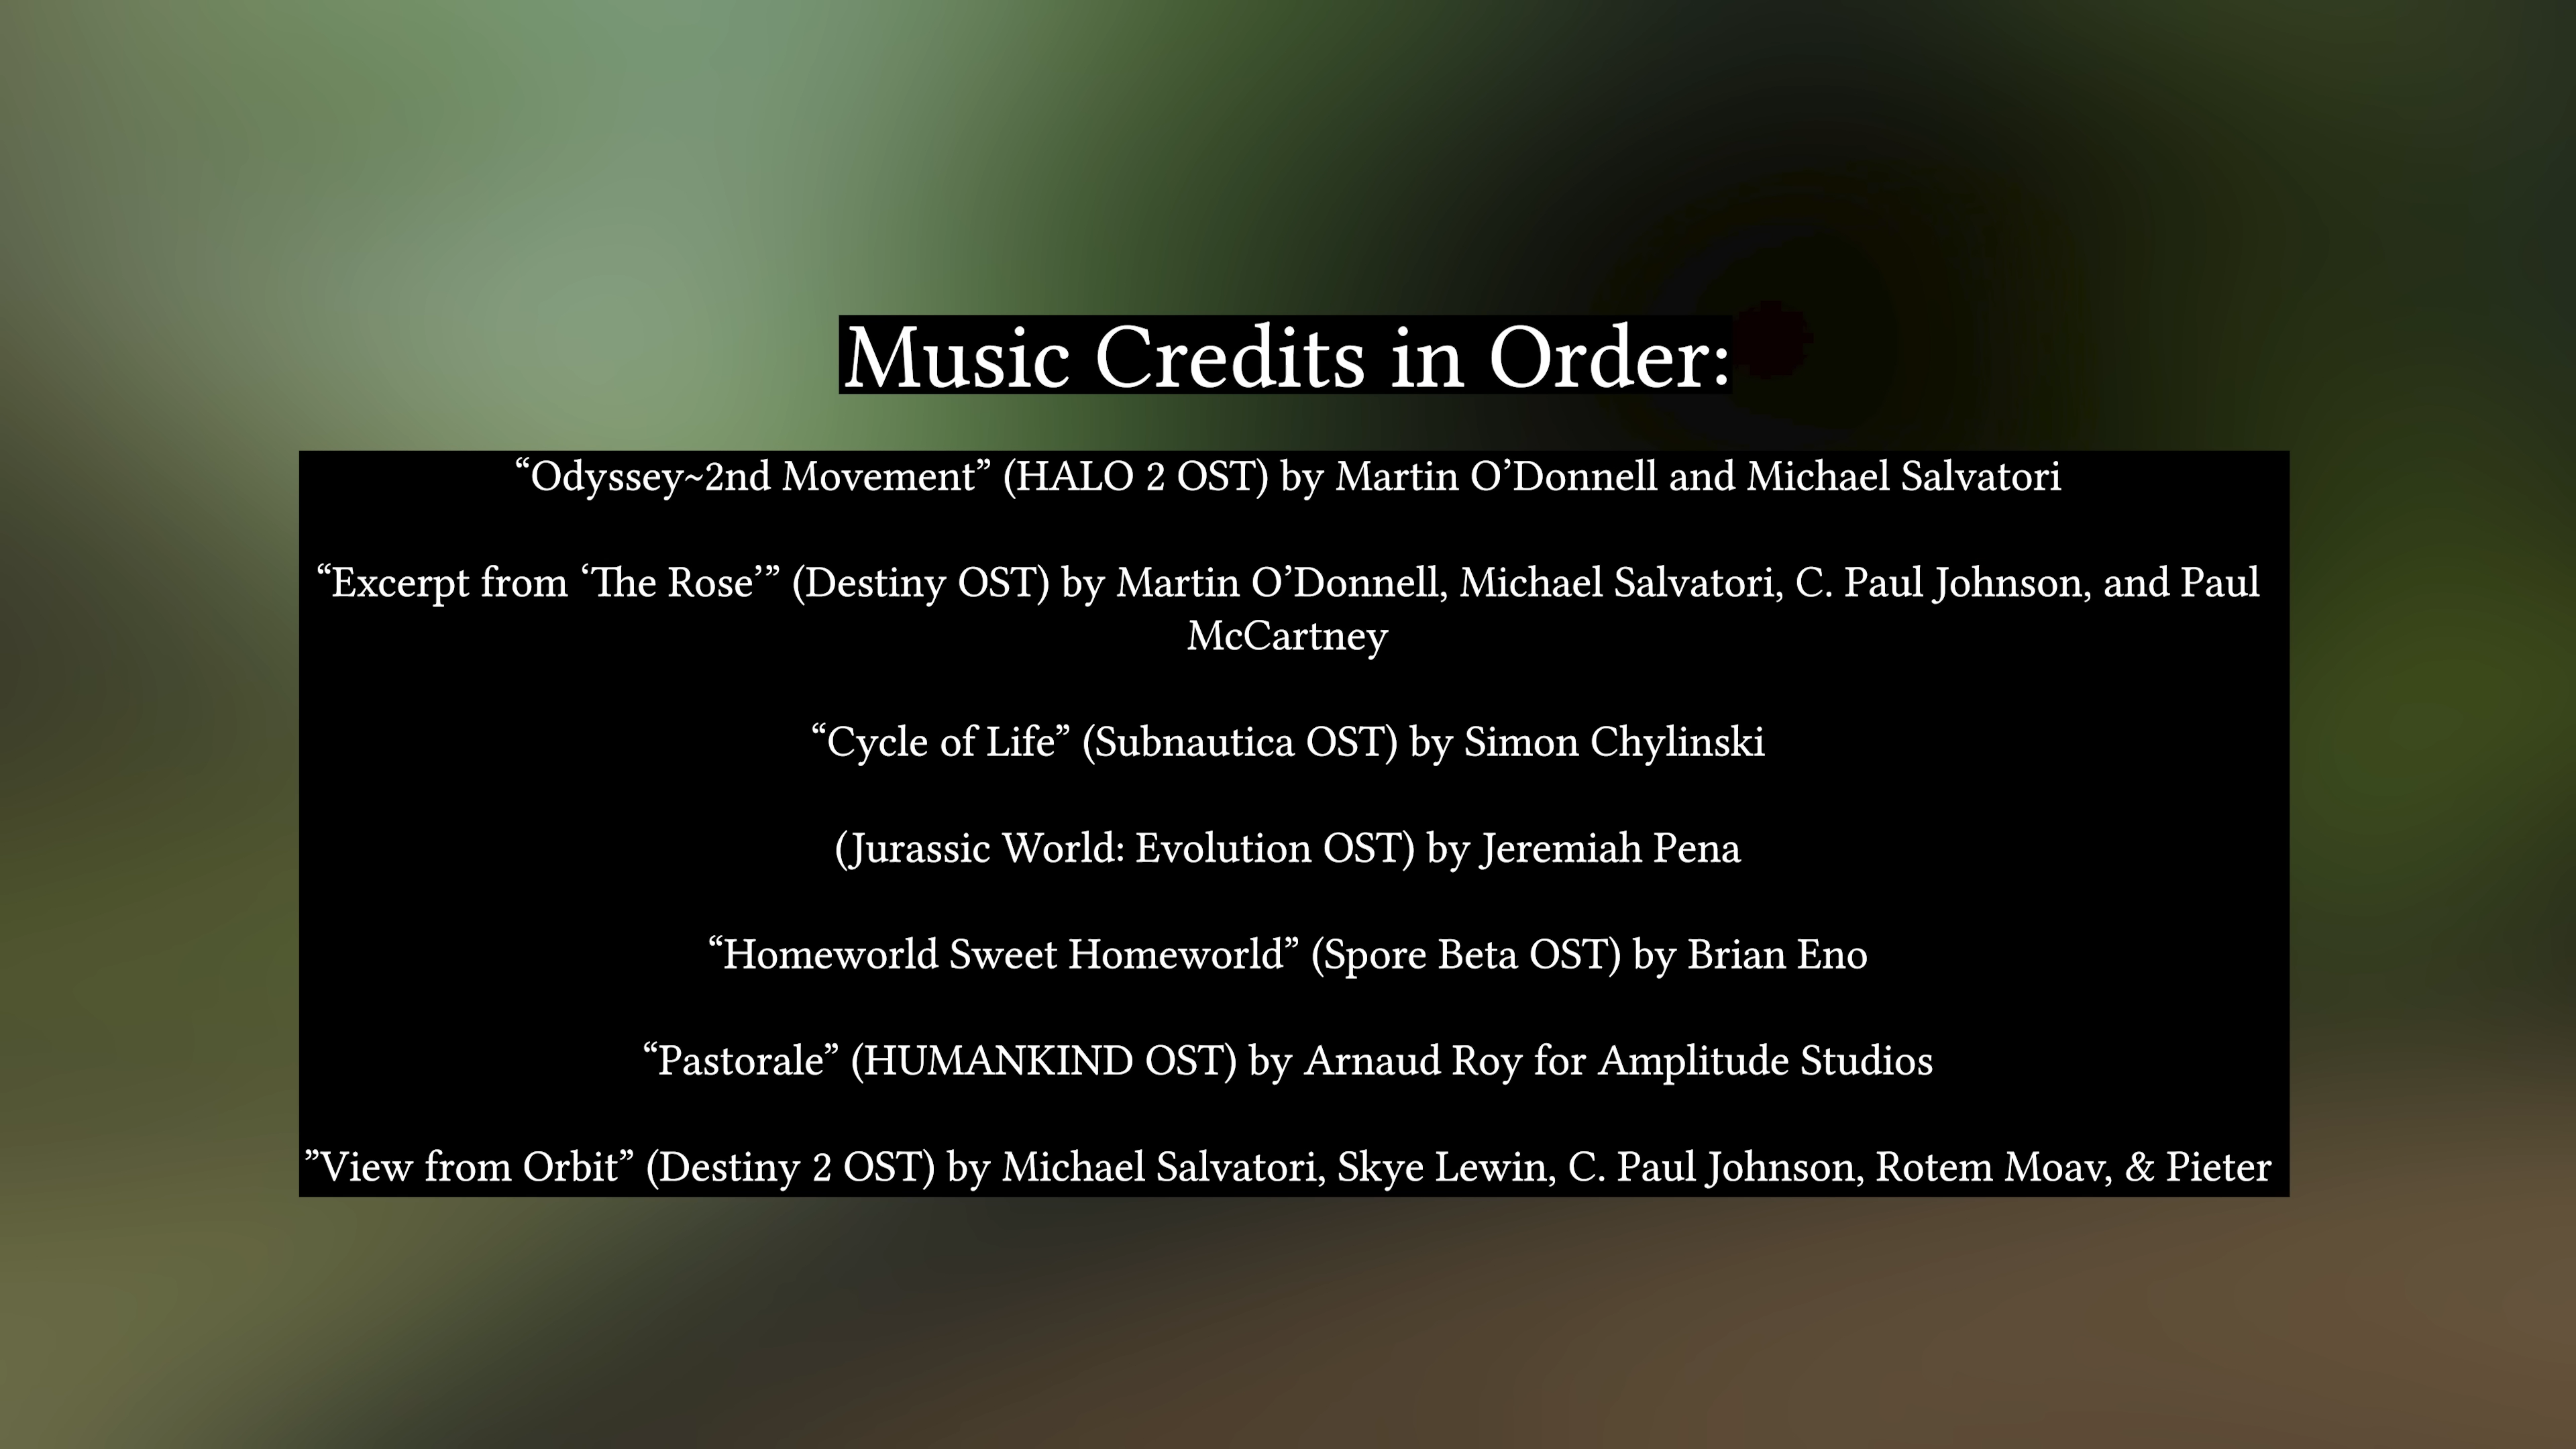 Music Credits in Order:
“Odyssey~2nd Movement” (HALO 2 OST) by Martin O’Donnell and Michael Salvatori
“Excerpt from ‘The Rose’” (Destiny OST) by Martin O’Donnell, Michael Salvatori, C. Paul Johnson, and Paul
McCartney
“Cycle of Life” (Subnautica OST) by Simon Chylinski
(Jurassic World: Evolution OST) by Jeremiah Pena
“Homeworld Sweet Homeworld” (Spore Beta OST) by Brian Eno
“Pastorale” (HUMANKIND OST) by Arnaud Roy for Amplitude Studios
”View from Orbit” (Destiny 2 OST) by Michael Salvatori, Skye Lewin, C. Paul Johnson, Rotem Moav, & Pieter